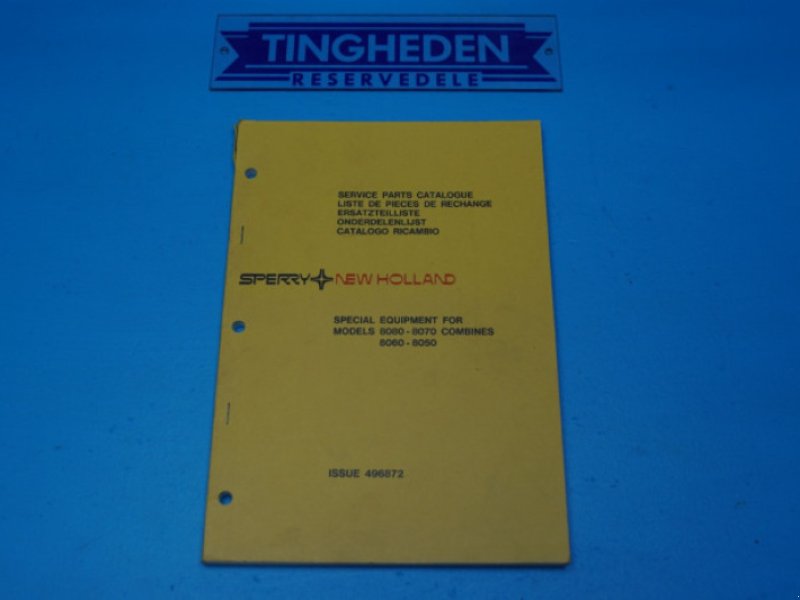 TINGHEDEN
RESERVEDELE
SERVICE PARTS CATALOGUE
LISTE DE PIECES DE RECHANGE
ERSATZTEILLISTE
ONDERDELENLIJST
CATALOGO RICAMBIO
SPERRY NEW HOLLAND
SPECIAL EQUIPMENT FOR
MODELS 8080 - 8070 COMBINES
8060 - 8050
ISSUE 496872